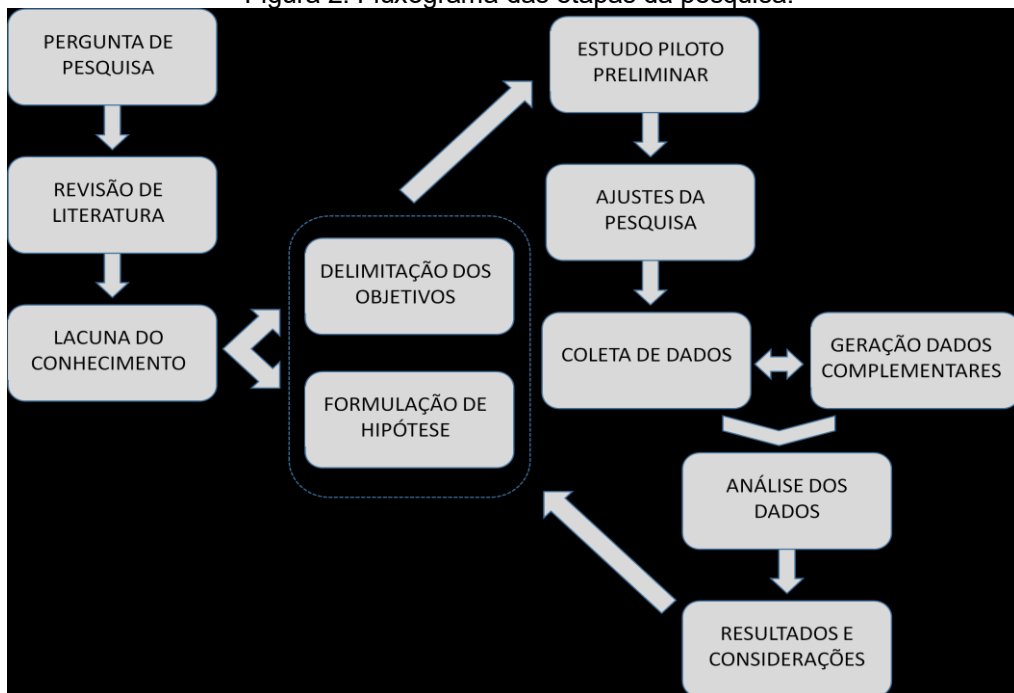 Figura 2. Fluxograma das etapas da pesquisa.
PERGUNTA DE
PESQUISA
REVISÃO DE
LITERATURA
LACUNA DO
CONHECIMENTO
DELIMITAÇÃO DOS
OBJETIVOS
FORMULAÇÃO DE
HIPÓTESE
ESTUDO PILOTO
PRELIMINAR
AJUSTES DA
PESQUISA
COLETA DE DADOS
GERAÇÃO DADOS
COMPLEMENTARES
ANÁLISE DOS
DADOS
RESULTADOS E
CONSIDERAÇÕES